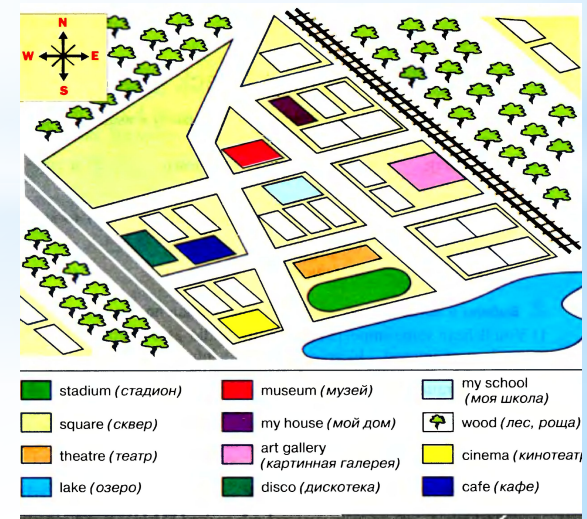 N
W E
S
stadium (стадион)
square (сквер)
theatre (театр)
lake (озеро)
museum (музей)
my house (мой дом)
art gallery
(картинная галерея)
disco (дискотека)
my school
(моя школа)
wood (лес, роща)
cinema (кинотеат
cafe (кафе)